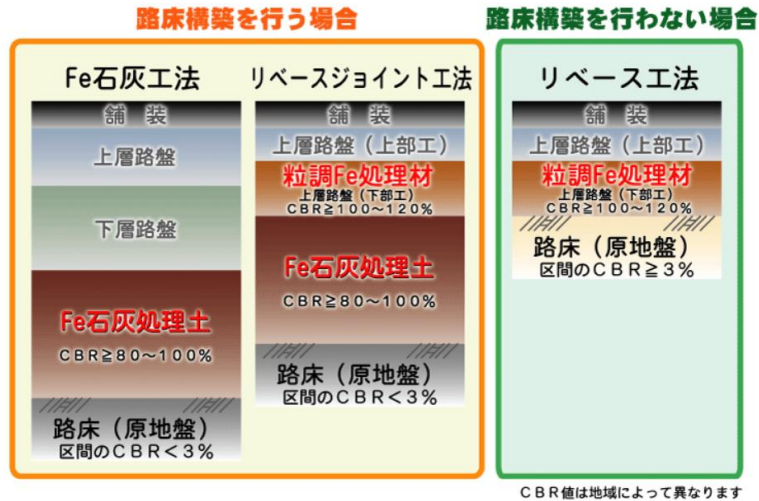 路床構築を行う場合
Fe石灰工法
舗 装
上層路盤
下層路盤
Fe石灰処理土
CBR≧80～100%
路床（原地盤）
区間のCBR＜3%
リベースジョイント工法
舗 装
上層路盤（上部工）
粒調Fe処理材
上層路盤（下部工）
CBR≧100～120%
Fe石灰処理土
CBR≧80～100%
路床（原地盤）
区間のCBR＜3%
路床構築を行わない場合
リベース工法
舗 装
上層路盤（上部工）
粒調Fe処理材
上層路盤（下部工）
CBR≧100～120%
路床（原地盤）
区間のCBR≧3%
CBR値は地域によって異なります